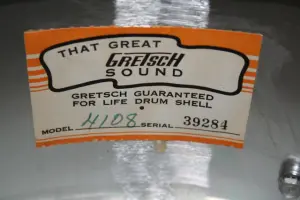 THAT GREAT
GRETSCH
SOUND
GRETSCH GUARANTEED
FOR LIFE DRUM SHELL
MODEL 4108 SERIAL 39284